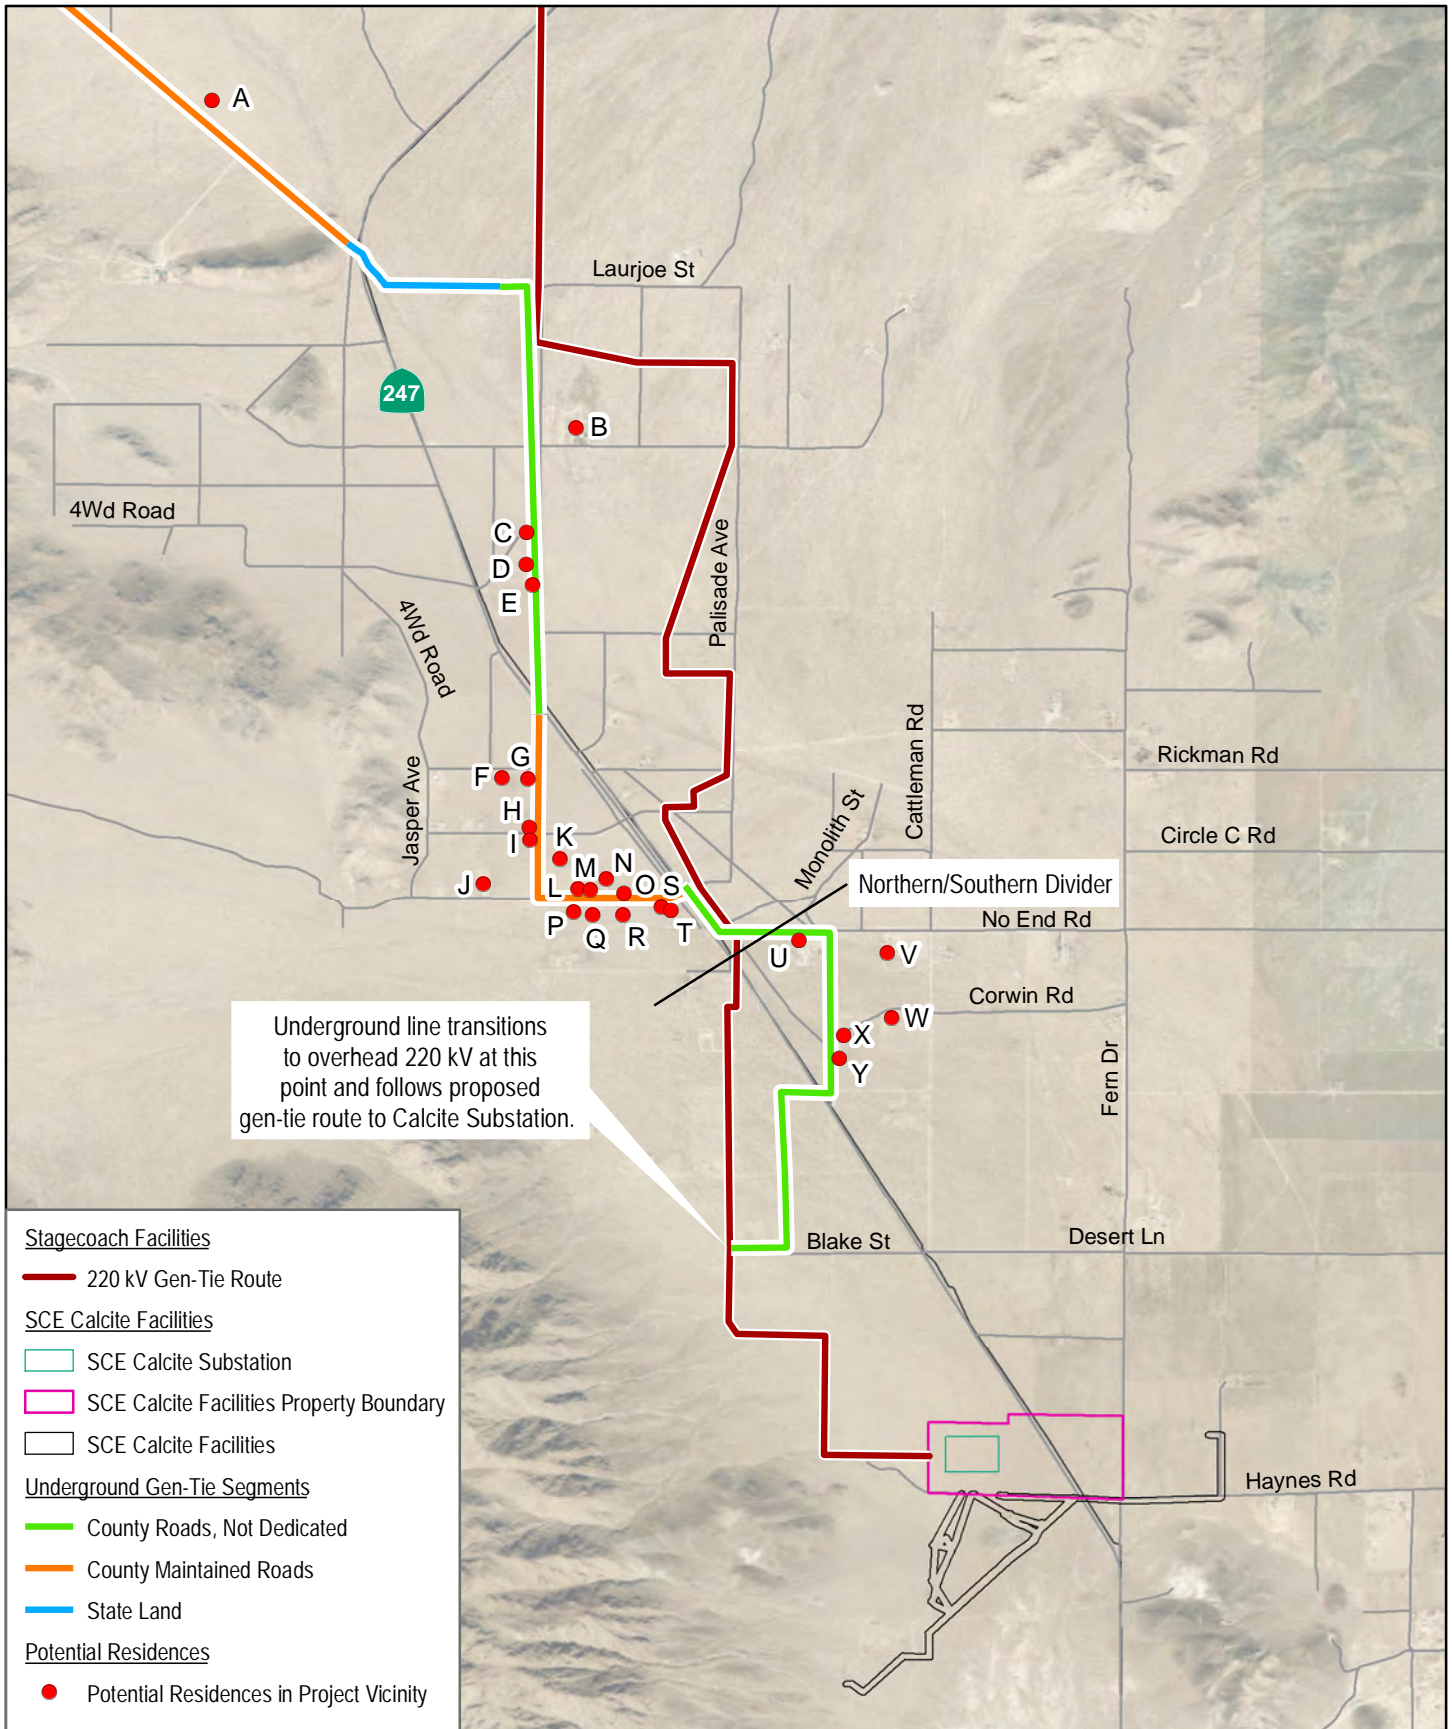 A
Laurjoe St
247
B
4Wd Road
C
D
E
Palisade Ave
4Wd Road
Cattleman Rd
Rickman Rd
G
F
Jasper Ave
H
I
K
Monolith St
Circle C Rd
M
N
J
L
O
S
Northern/Southern Divider
P
Q
R
T
No End Rd
U
V
Corwin Rd
W
X
Y
Fern Dr
Underground line transitions
to overhead 220 kV at this
point and follows proposed
gen-tie route to Calcite Substation.
Blake St
Desert Ln
Haynes Rd
Stagecoach Facilities
220 kV Gen-Tie Route
SCE Calcite Facilities
SCE Calcite Substation
SCE Calcite Facilities Property Boundary
SCE Calcite Facilities
Underground Gen-Tie Segments
County Roads, Not Dedicated
County Maintained Roads
State Land
Potential Residences
Potential Residences in Project Vicinity